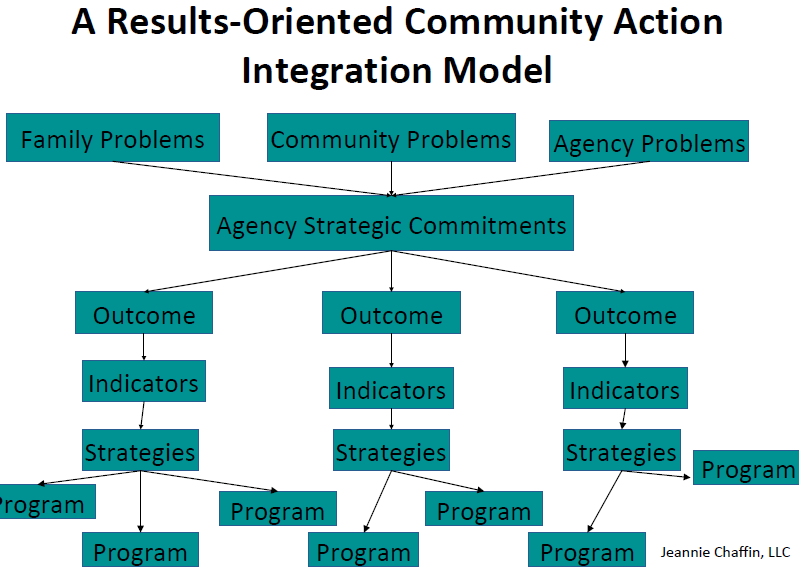 A Results-Oriented Community Action
Integration Model
Family Problems
Community Problems
Agency Problems
Agency Strategic Commitments
Outcome
Outcome
Outcome
Indicators
Indicators
Indicators
Strategies
Strategies
Strategies
Program
Program
Program
Program
Program
Program
Program
Jeannie Chaffin, LLC